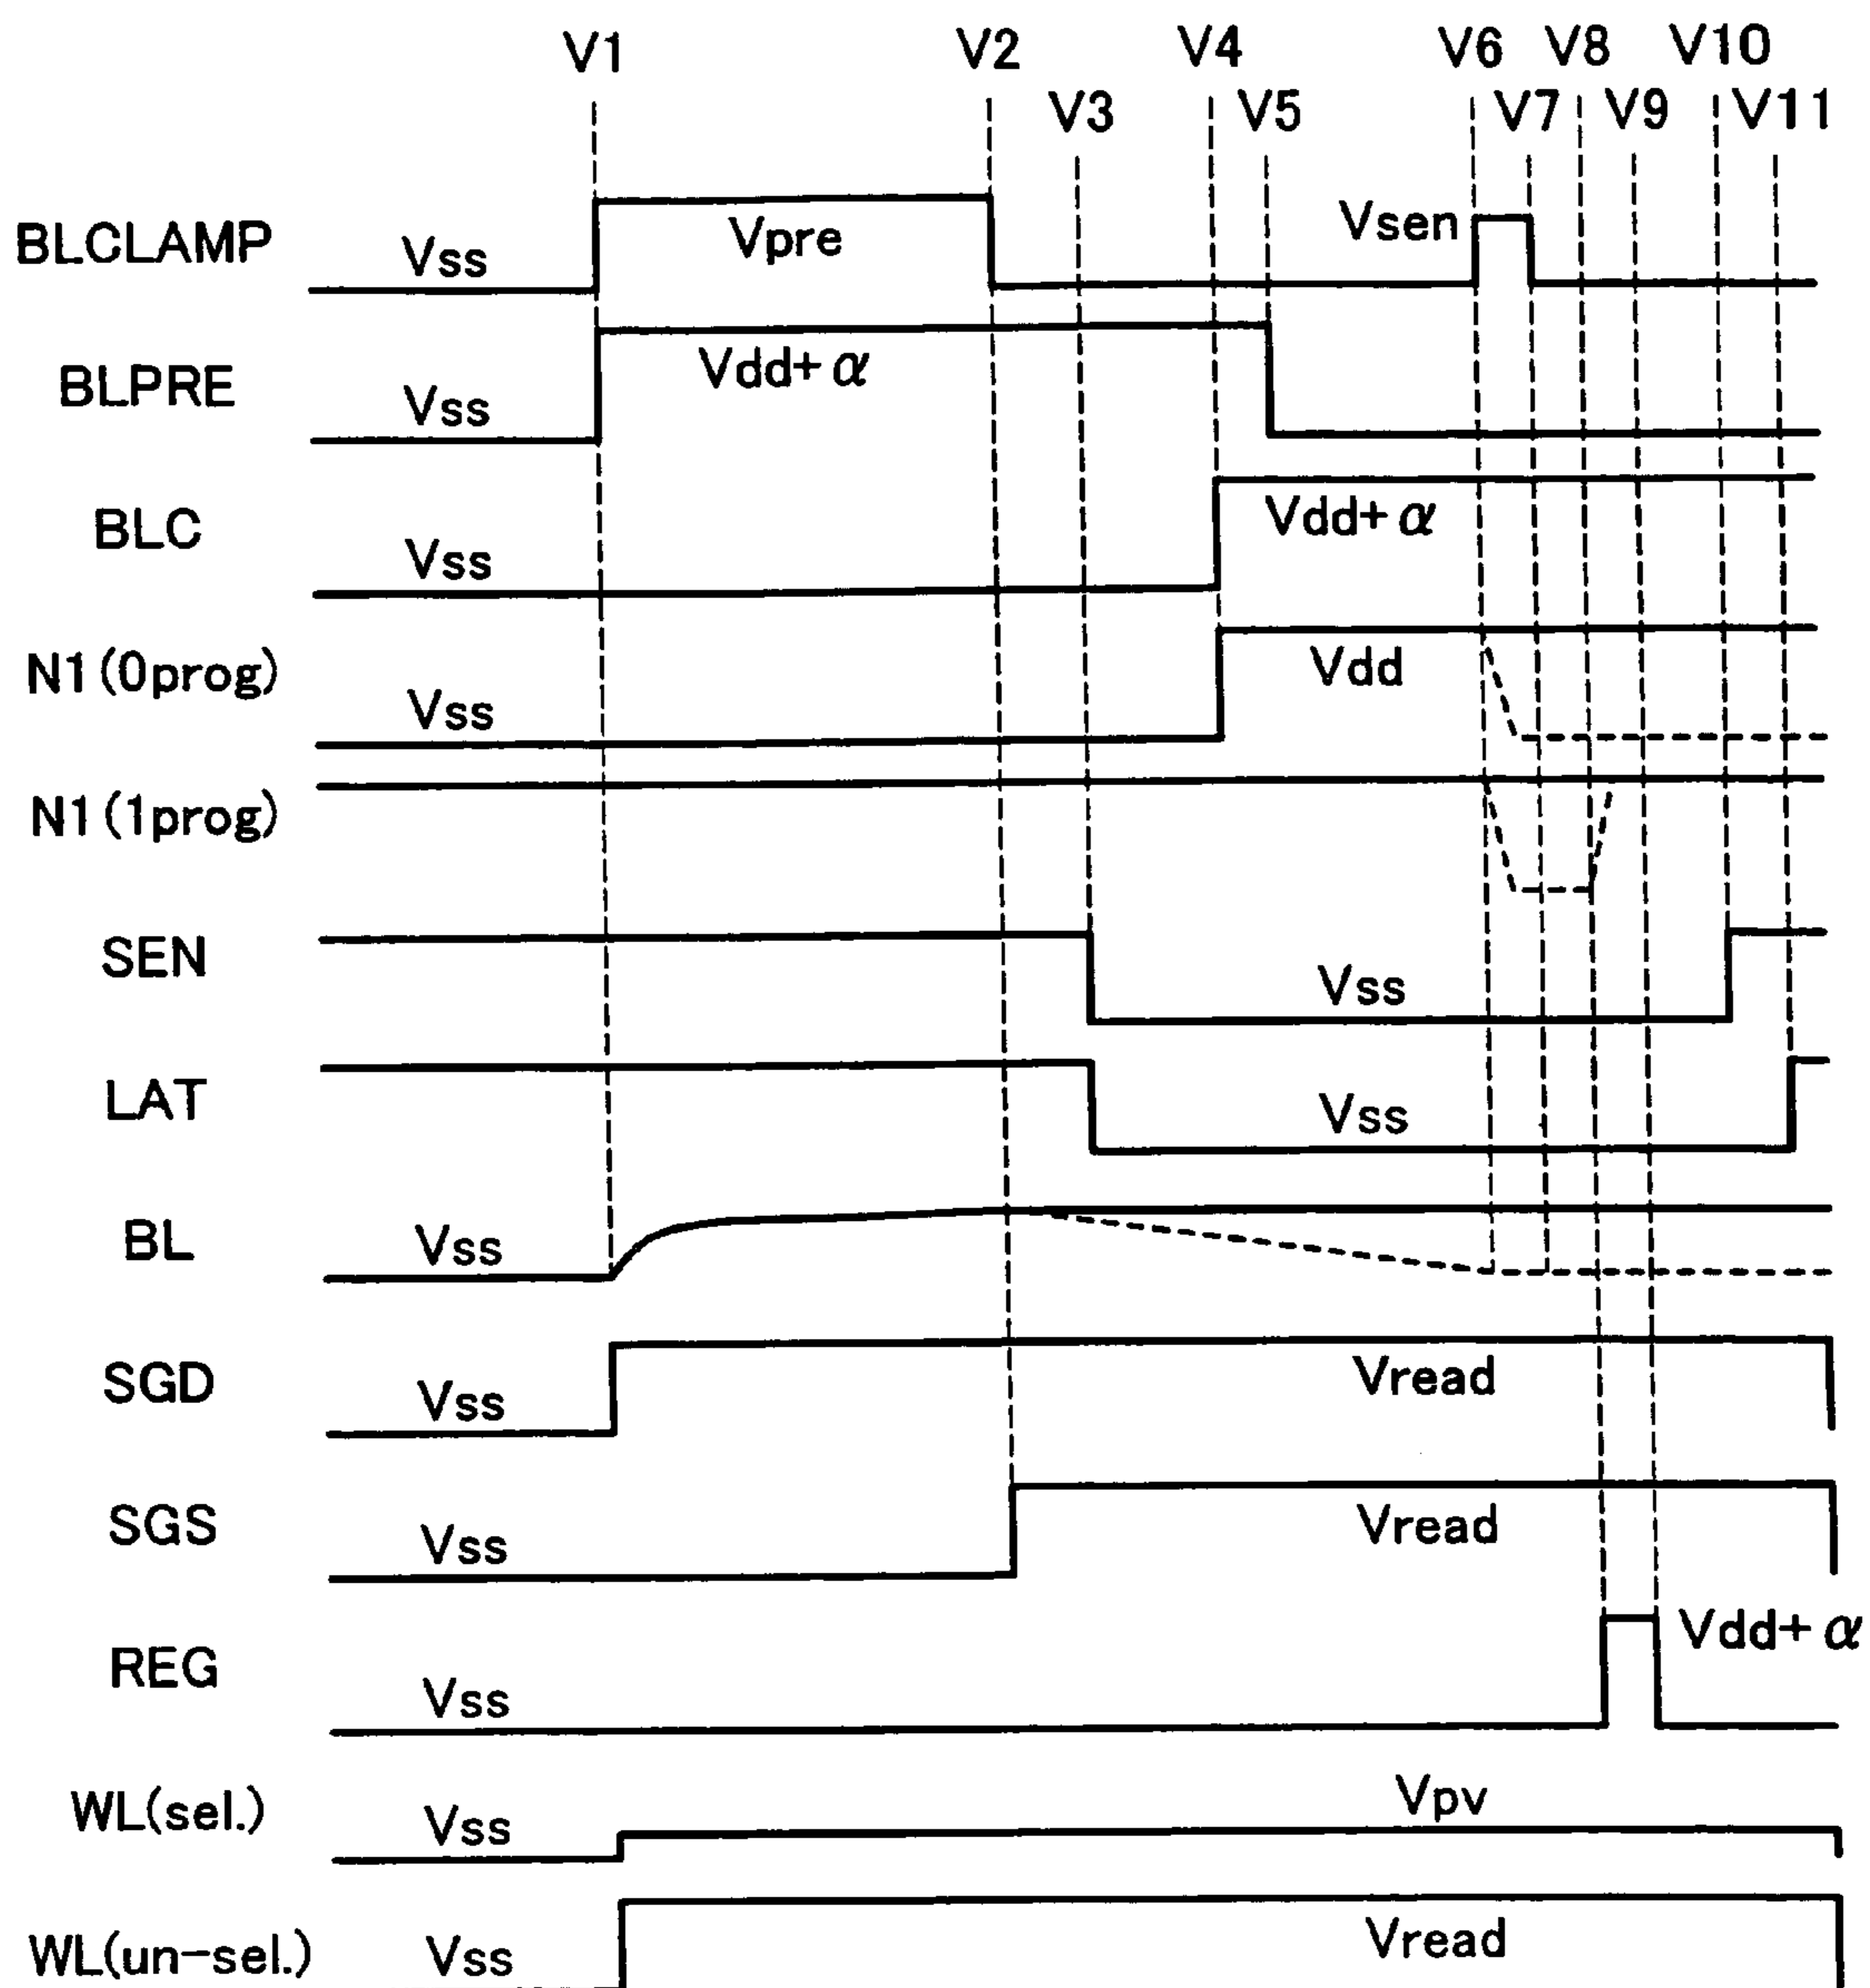 V1 V2 V4 V6 V8 V10
V3 V5 V7 V9 V11
BLCLAMP Vss Vpre Vsen
BLPRE Vss Vdd+α
BLC Vss Vdd+α
N1(0prog) Vss Vdd
N1(1prog)
SEN Vss
LAT Vss
BL Vss
SGD Vss Vread
SGS Vss Vread
REG Vss Vdd+α
WL(sel.) Vss Vpv
WL(un-sel.) Vss Vread